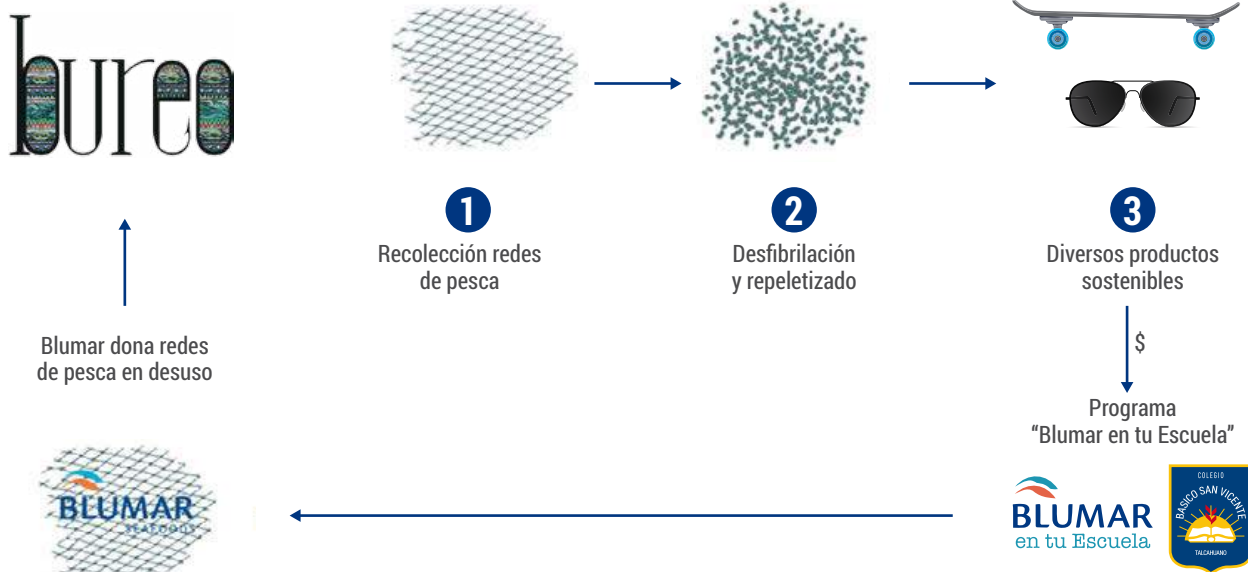 bureo
1
Recolección redes
de pesca
2
Desfibrilación
y repeletizado
3
Diversos productos
sostenibles
$
Programa
“Blumar en tu Escuela”
Blumar dona redes
de pesca en desuso
BLUMAR
SEAFOODS
BLUMAR
en tu Escuela
COLEGIO
BASICO SAN VICENTE
TALCAHUANO